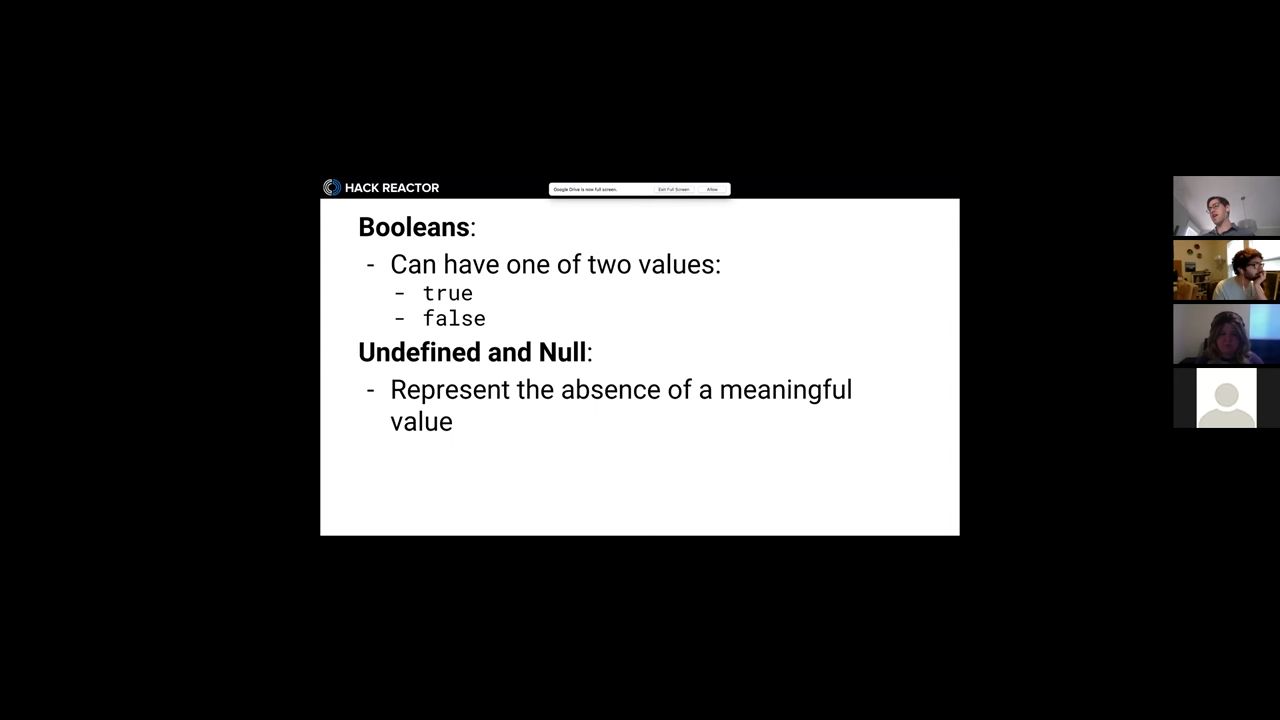 HACK REACTOR
Google Drive is now full screen. Exit Full Screen Allow
Booleans:
- Can have one of two values:
- true
- false
Undefined and Null:
- Represent the absence of a meaningful
value